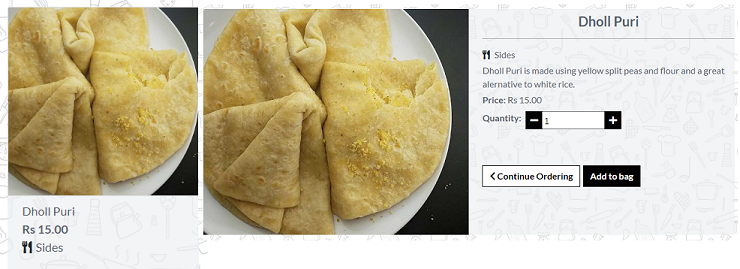 Dholl Puri
Rs 15.00
Sides
Dholl Puri
Sides
Dholl Puri is made using yellow split peas and flour and a great
alernative to white rice.
Price: Rs 15.00
Quantity: − 1 +
Continue Ordering Add to bag